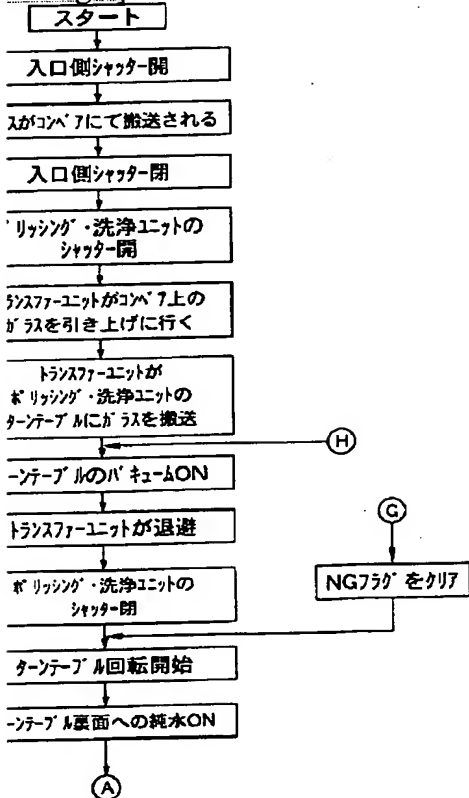 スタート
入口側シャッター開
スがコンベアにて搬送される
入口側シャッター閉
リッシング・洗浄ユニットの
シャッター開
ランスファーユニットがコンベア上の
ガラスを引き上げに行く
トランスファーユニットが
ポリッシング・洗浄ユニットの
ターンテーブルにガラスを搬送
H
ーンテーブルのバキュームON
トランスファーユニットが退避
G
ポリッシング・洗浄ユニットの
シャッター閉
NGフラグをクリア
ターンテーブル回転開始
ーンテーブル裏面への純水ON
A